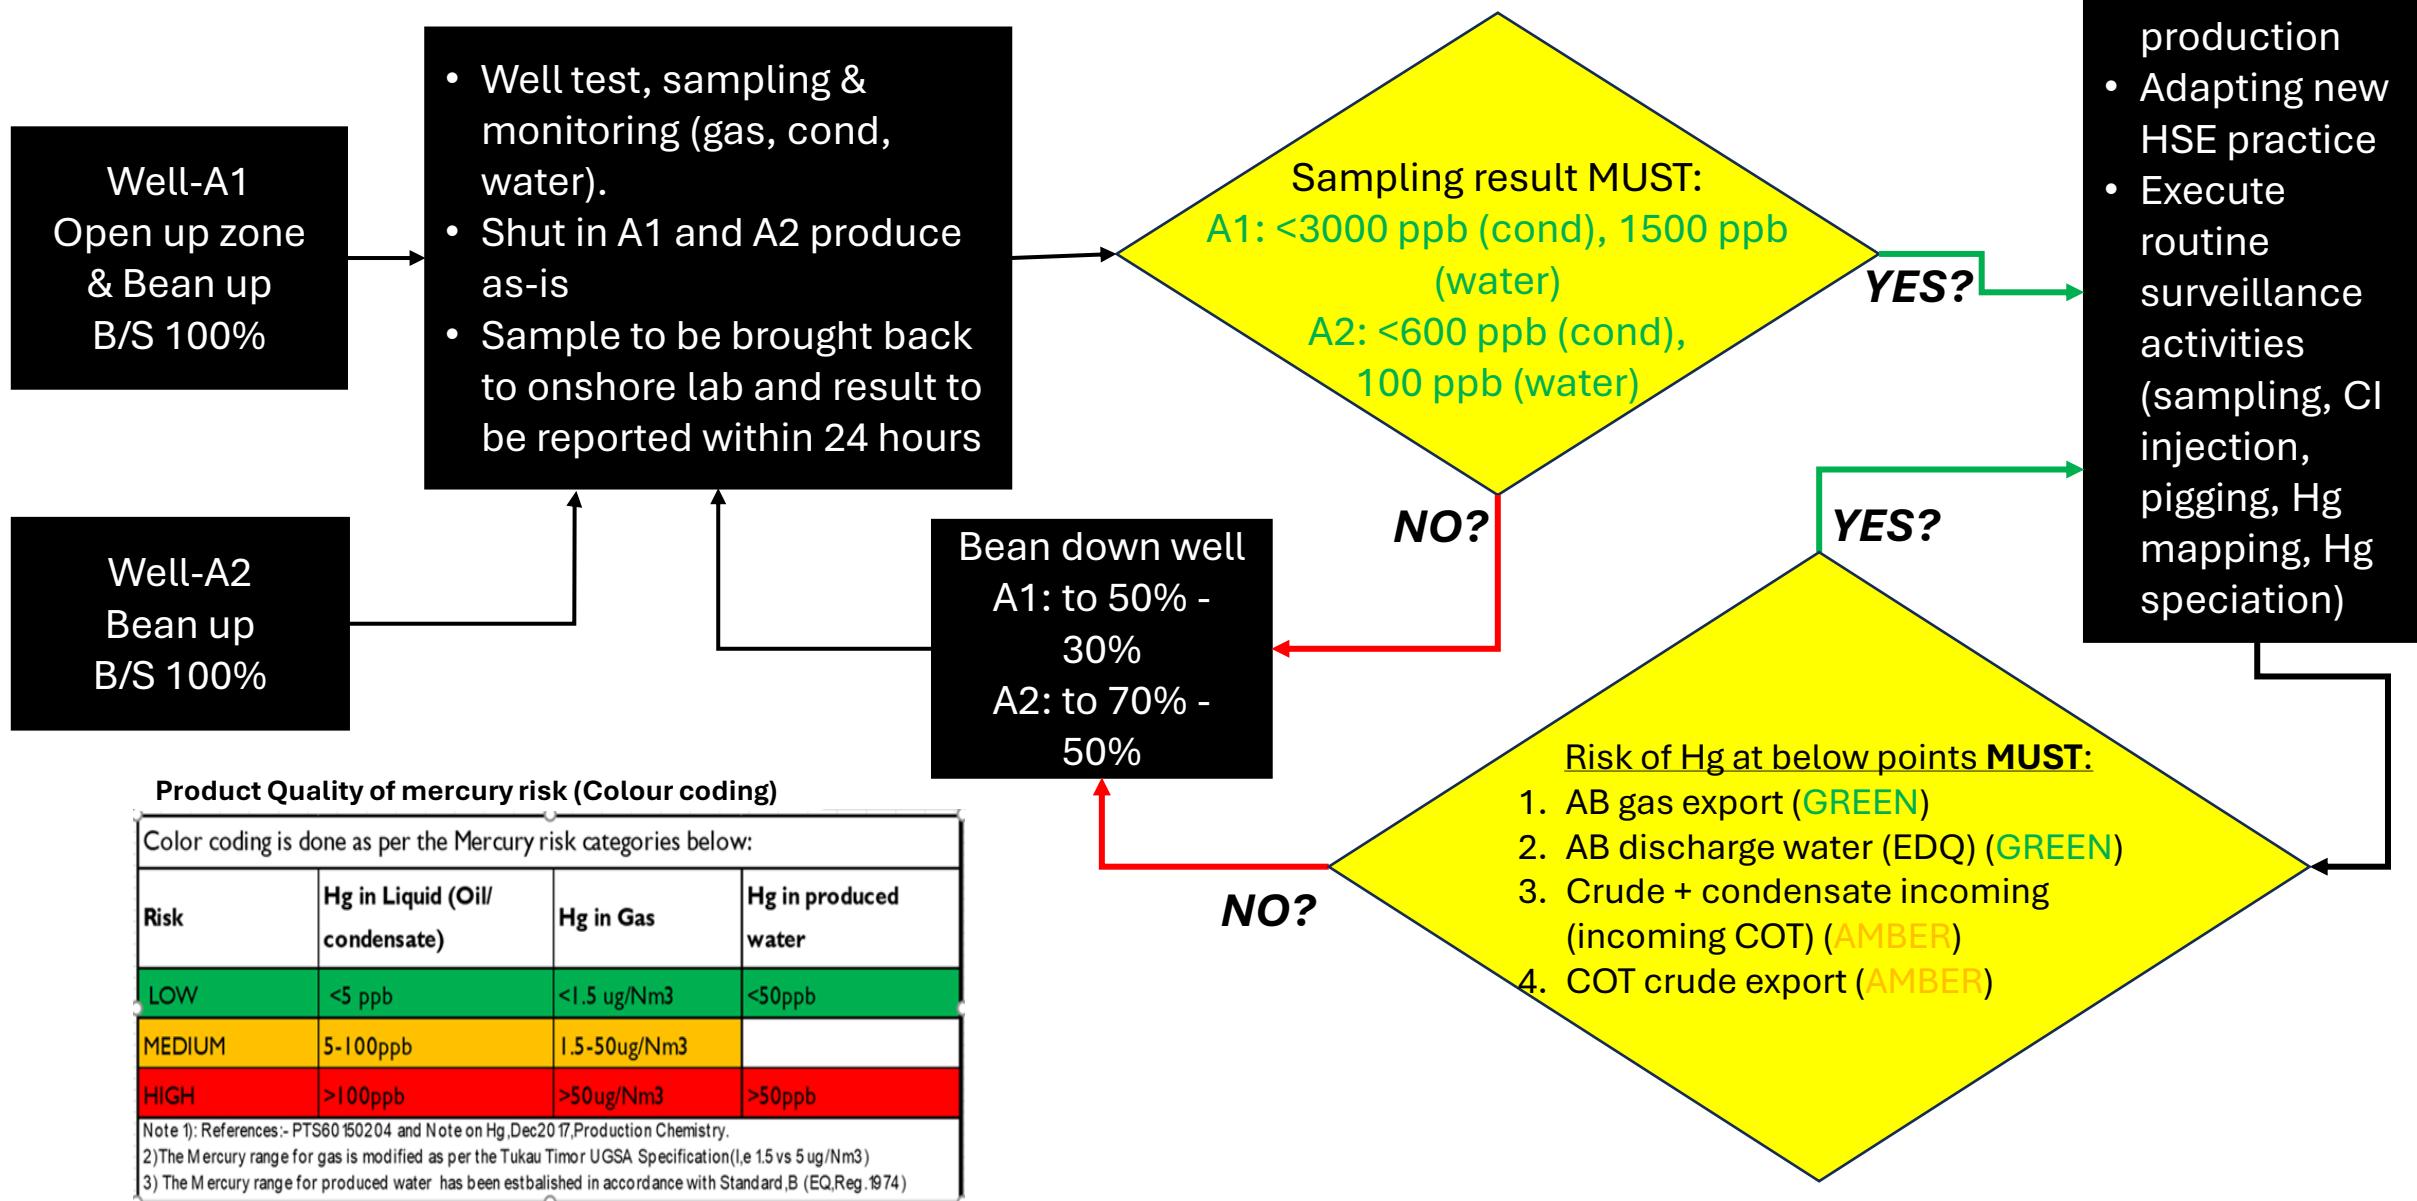 Well-A1
Open up zone
& Bean up
B/S 100%
• Well test, sampling &
monitoring (gas, cond,
water).
• Shut in A1 and A2 produce
as-is
• Sample to be brought back
to onshore lab and result to
be reported within 24 hours
Sampling result MUST:
A1: <3000 ppb (cond), 1500 ppb
(water)
A2: <600 ppb (cond),
100 ppb (water)
YES?
NO?
production
• Adapting new
HSE practice
• Execute
routine
surveillance
activities
(sampling, CI
injection,
pigging, Hg
mapping, Hg
speciation)
Well-A2
Bean up
B/S 100%
Bean down well
A1: to 50% -
30%
A2: to 70% -
50%
YES?
NO?
Risk of Hg at below points MUST:
1. AB gas export (GREEN)
2. AB discharge water (EDQ) (GREEN)
3. Crude + condensate incoming
(incoming COT) (AMBER)
4. COT crude export (AMBER)
Product Quality of mercury risk (Colour coding)
Color coding is done as per the Mercury risk categories below:
Risk Hg in Liquid (Oil/ condensate) Hg in Gas Hg in produced water
LOW <5 ppb <1.5 ug/Nm3 <50ppb
MEDIUM 5-100ppb 1.5-50ug/Nm3
HIGH >100ppb >50ug/Nm3 >50ppb
Note 1): References:- PTS60150204 and Note on Hg,Dec2017,Production Chemistry.
2)The Mercury range for gas is modified as per the Tukau Timor UGSA Specification(I,e 1.5 vs 5 ug/Nm3)
3) The Mercury range for produced water has been estbalished in accordance with Standard,B (EQ,Reg.1974)